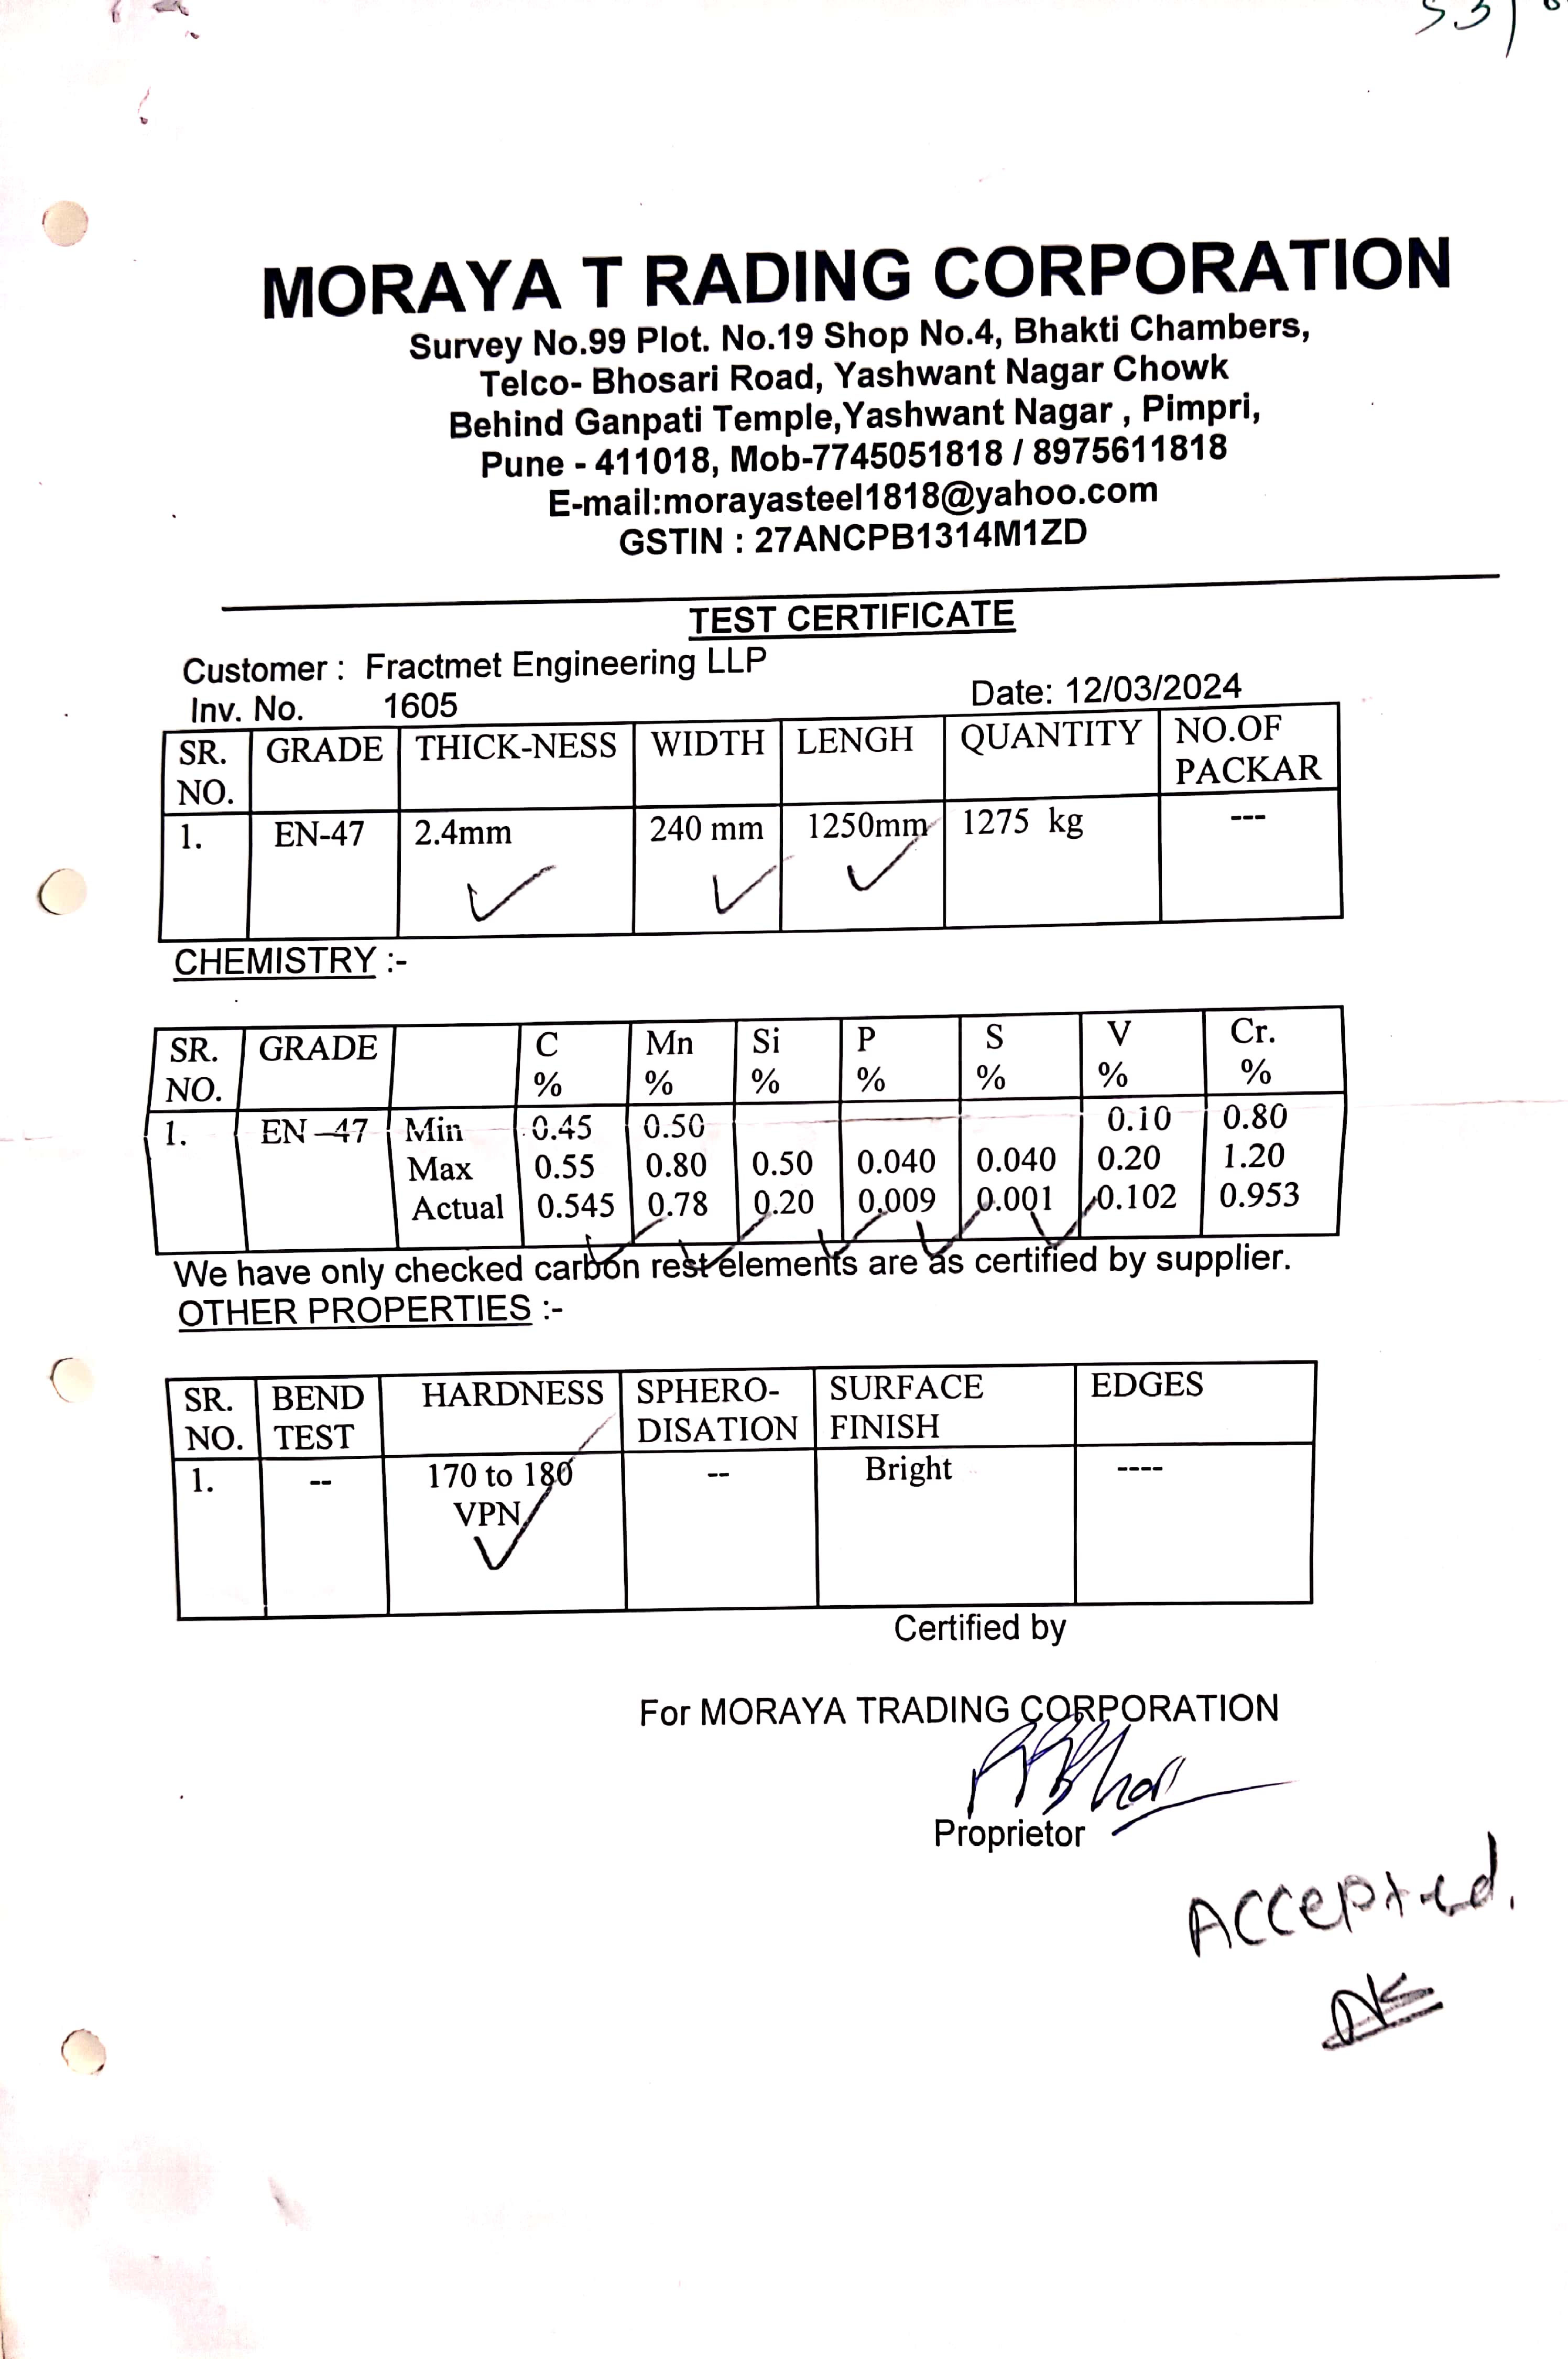 53)
MORAYA T RADING CORPORATION
Survey No.99 Plot. No.19 Shop No.4, Bhakti Chambers,
Telco- Bhosari Road, Yashwant Nagar Chowk
Behind Ganpati Temple,Yashwant Nagar , Pimpri,
Pune - 411018, Mob-7745051818 / 8975611818
E-mail:morayasteel1818@yahoo.com
GSTIN : 27ANCPB1314M1ZD
TEST CERTIFICATE
Customer : Fractmet Engineering LLP
Inv. No. 1605 Date: 12/03/2024
SR. NO. GRADE THICK-NESS WIDTH LENGH QUANTITY NO.OF PACKAR
1. EN-47 2.4mm 240 mm 1250mm 1275 kg ---
CHEMISTRY :-
SR. NO. GRADE C % Mn % Si % P % S % V % Cr. %
1. EN –47 Min 0.45 0.50 0.10 0.80
Max 0.55 0.80 0.50 0.040 0.040 0.20 1.20
Actual 0.545 0.78 0.20 0.009 0.001 0.102 0.953
We have only checked carbon rest elements are as certified by supplier.
OTHER PROPERTIES :-
SR. NO. BEND TEST HARDNESS SPHERO-DISATION SURFACE FINISH EDGES
1. -- 170 to 180 VPN -- Bright ----
Certified by
For MORAYA TRADING CORPORATION
Proprietor
Accepted.